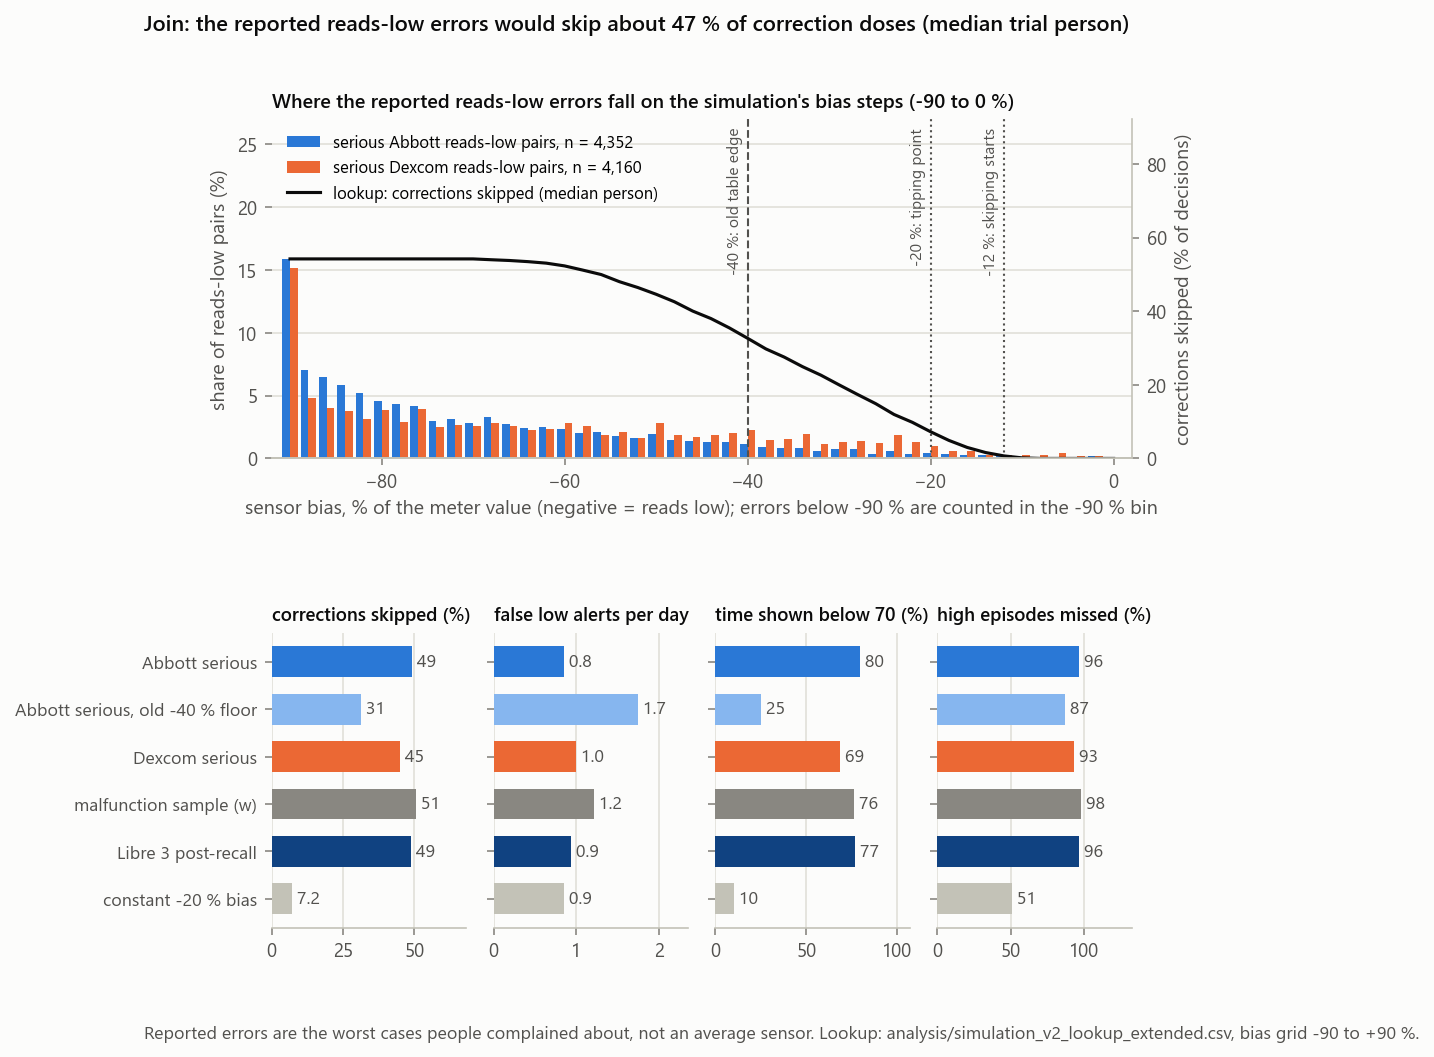 Join: the reported reads-low errors would skip about 47 % of correction doses (median trial person)
Where the reported reads-low errors fall on the simulation's bias steps (-90 to 0 %)
serious Abbott reads-low pairs, n = 4,352
serious Dexcom reads-low pairs, n = 4,160
lookup: corrections skipped (median person)
-40 %: old table edge
-20 %: tipping point
-12 %: skipping starts
share of reads-low pairs (%)
25
20
15
10
5
0
corrections skipped (% of decisions)
80
60
40
20
0
−80 −60 −40 −20 0
sensor bias, % of the meter value (negative = reads low); errors below -90 % are counted in the -90 % bin
corrections skipped (%) false low alerts per day time shown below 70 (%) high episodes missed (%)
Abbott serious 49 0.8 80 96
Abbott serious, old -40 % floor 31 1.7 25 87
Dexcom serious 45 1.0 69 93
malfunction sample (w) 51 1.2 76 98
Libre 3 post-recall 49 0.9 77 96
constant -20 % bias 7.2 0.9 10 51
0 25 50 0 1 2 0 50 100 0 50 100
Reported errors are the worst cases people complained about, not an average sensor. Lookup: analysis/simulation_v2_lookup_extended.csv, bias grid -90 to +90 %.